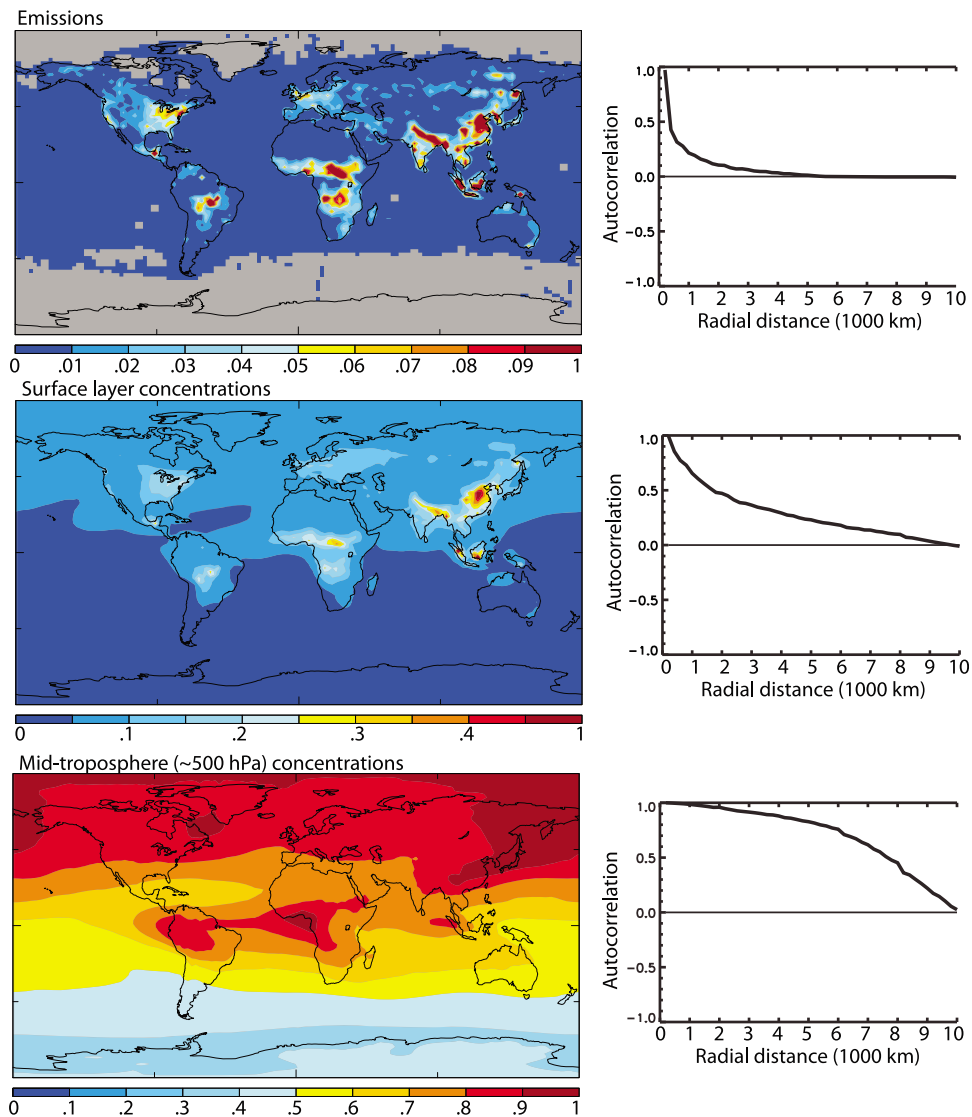 Emissions
1.0
0.5
0.0
−0.5
−1.0
Autocorrelation
0 1 2 3 4 5 6 7 8 9 10
Radial distance (1000 km)
0 .01 .02 .03 .04 .05 .06 .07 .08 .09 1
Surface layer concentrations
1.0
0.5
0.0
−0.5
−1.0
Autocorrelation
0 1 2 3 4 5 6 7 8 9 10
Radial distance (1000 km)
0 .1 .2 .3 .4 1
Mid-troposphere (~500 hPa) concentrations
1.0
0.5
0.0
−0.5
−1.0
Autocorrelation
0 1 2 3 4 5 6 7 8 9 10
Radial distance (1000 km)
0 .1 .2 .3 .4 .5 .6 .7 .8 .9 1